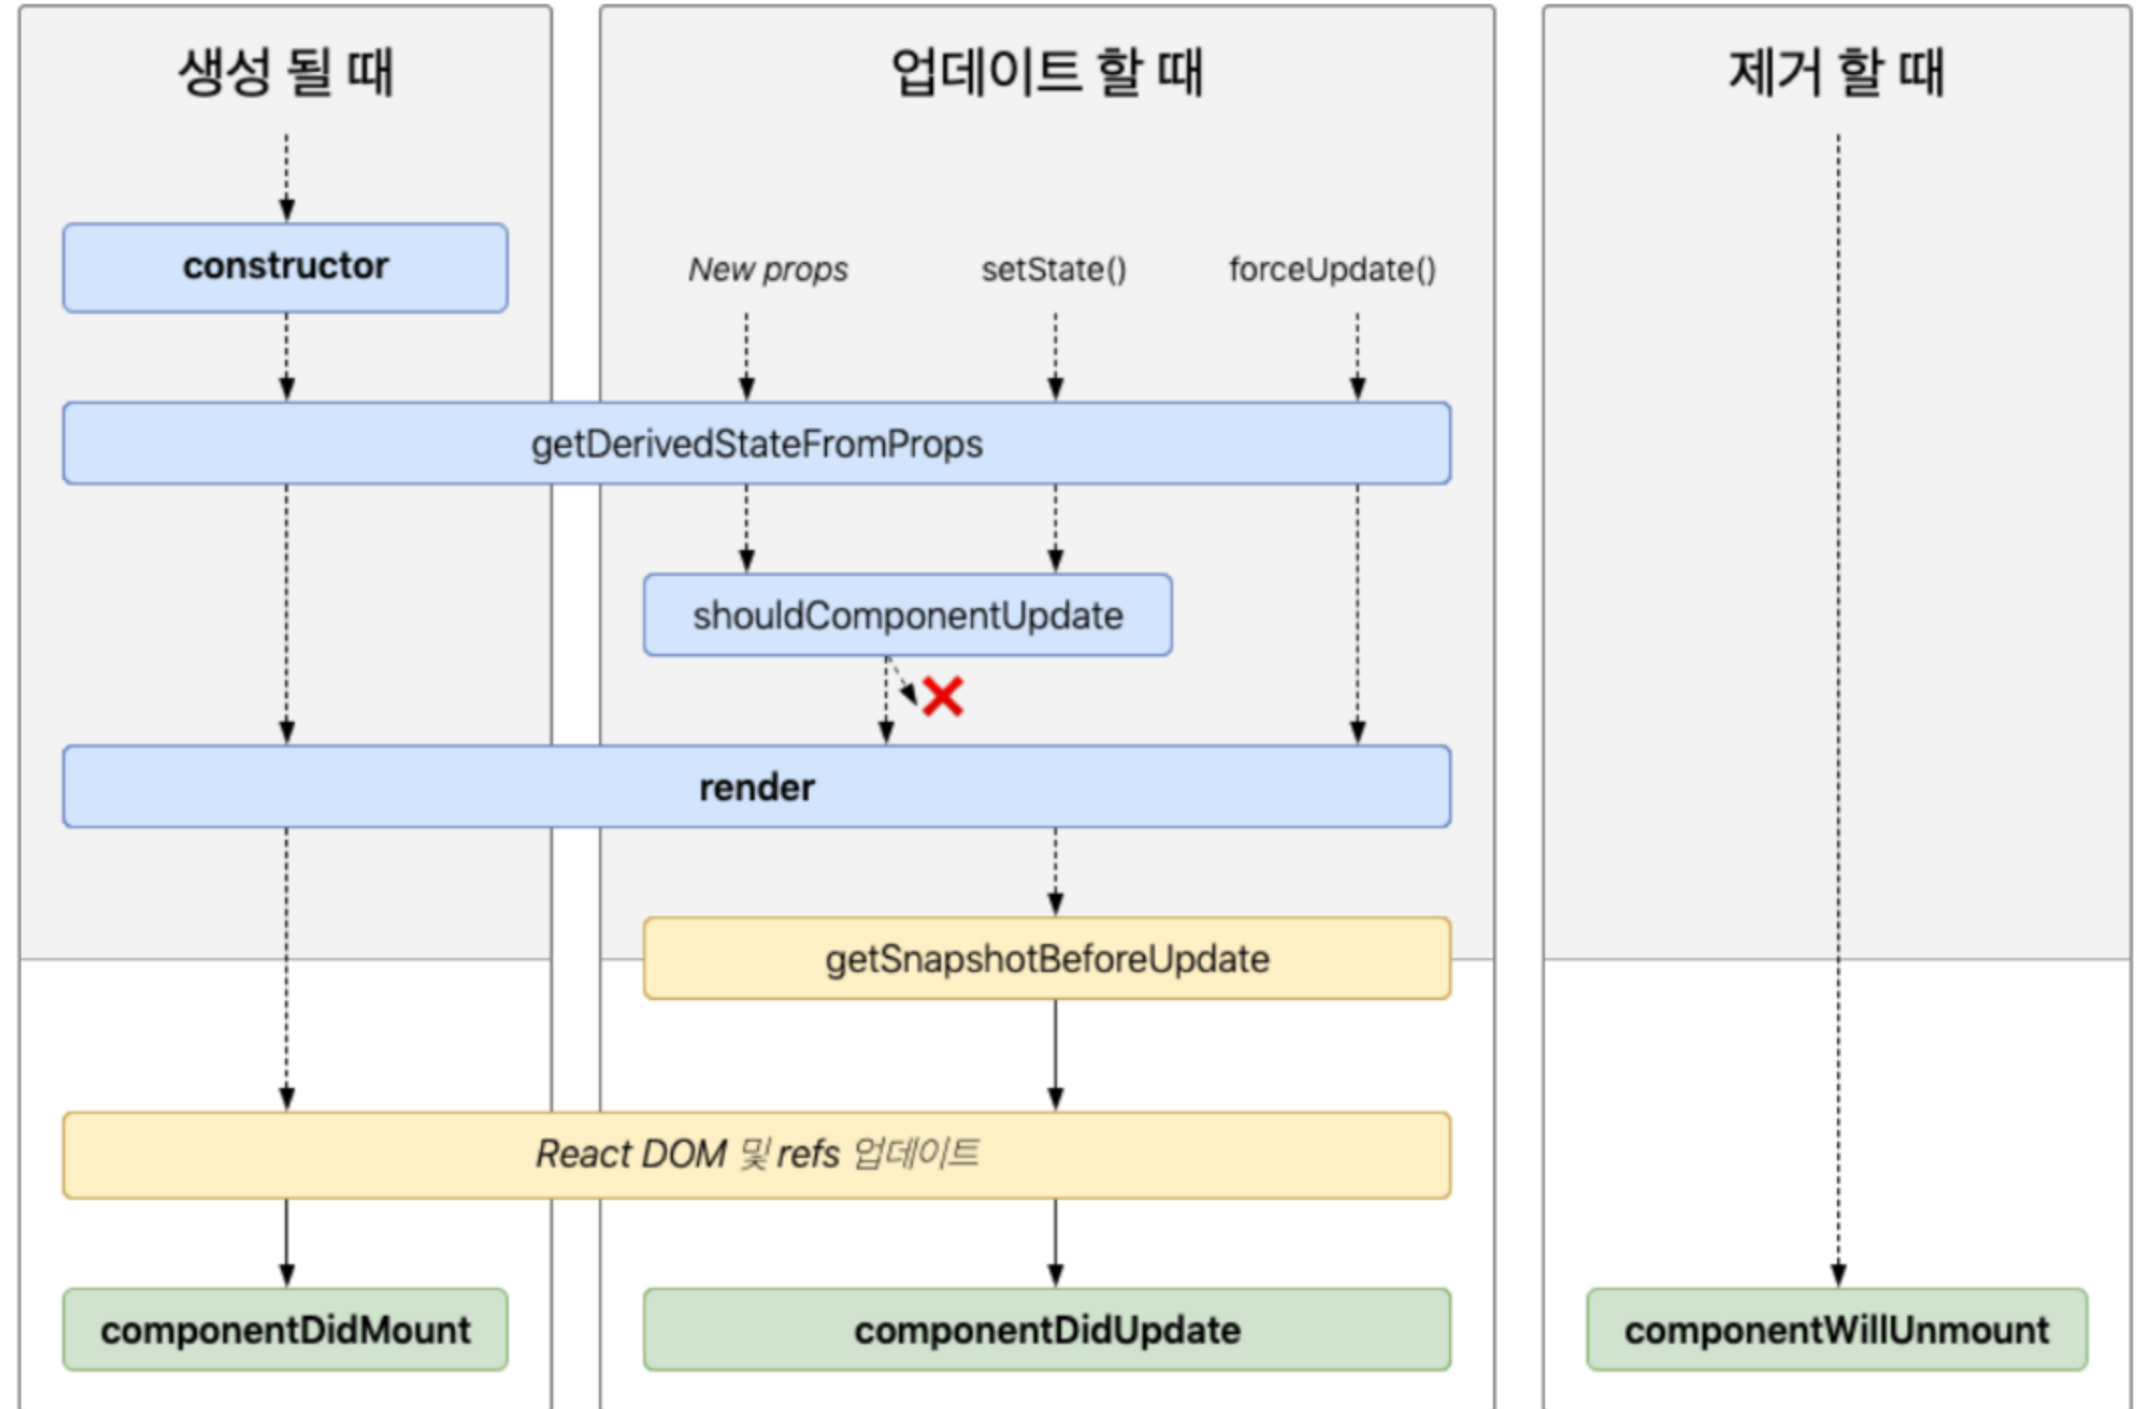 생성 될 때
업데이트 할 때
제거 할 때
constructor
New props
setState()
forceUpdate()
getDerivedStateFromProps
shouldComponentUpdate
render
getSnapshotBeforeUpdate
React DOM 및 refs 업데이트
componentDidMount
componentDidUpdate
componentWillUnmount